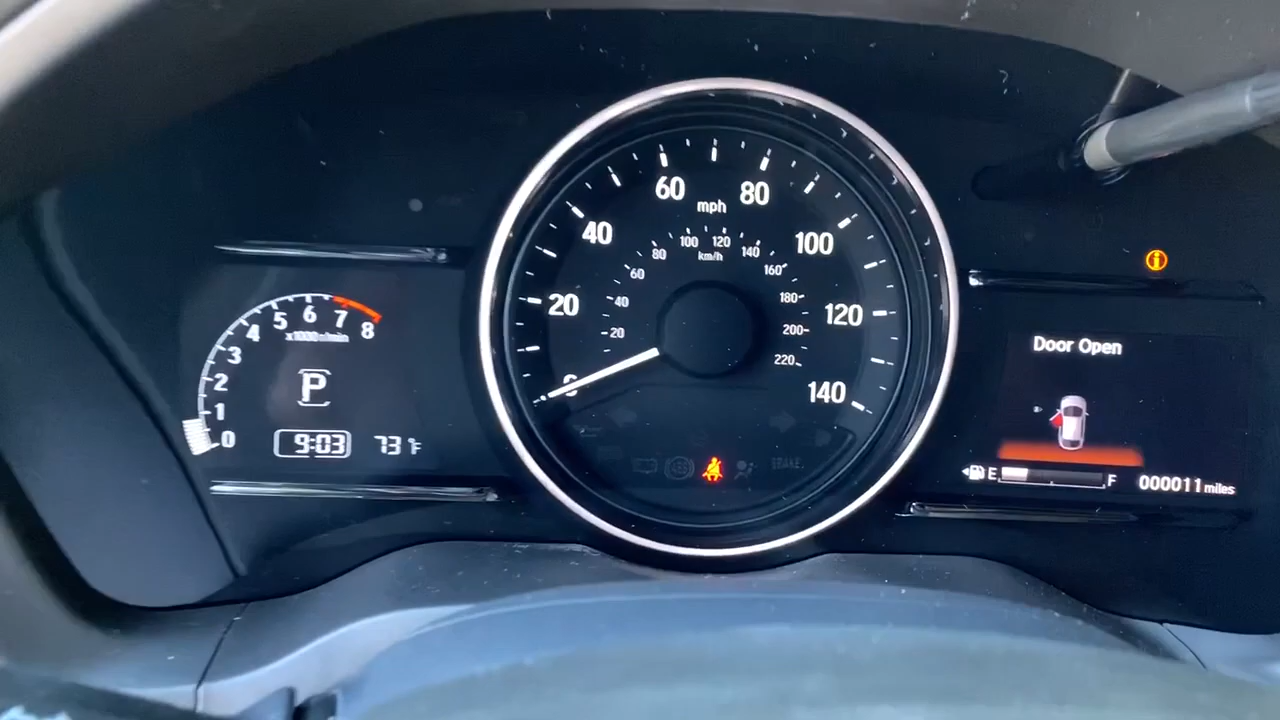 0 1 2 3 4 5 6 7 8
x1000r/min
P
9:03 73°F
0 20 40 60 80 100 120 140
mph
20 40 60 80 100 120 140 160 180 200 220
km/h
ABS
BRAKE
Door Open
E F
000011 miles